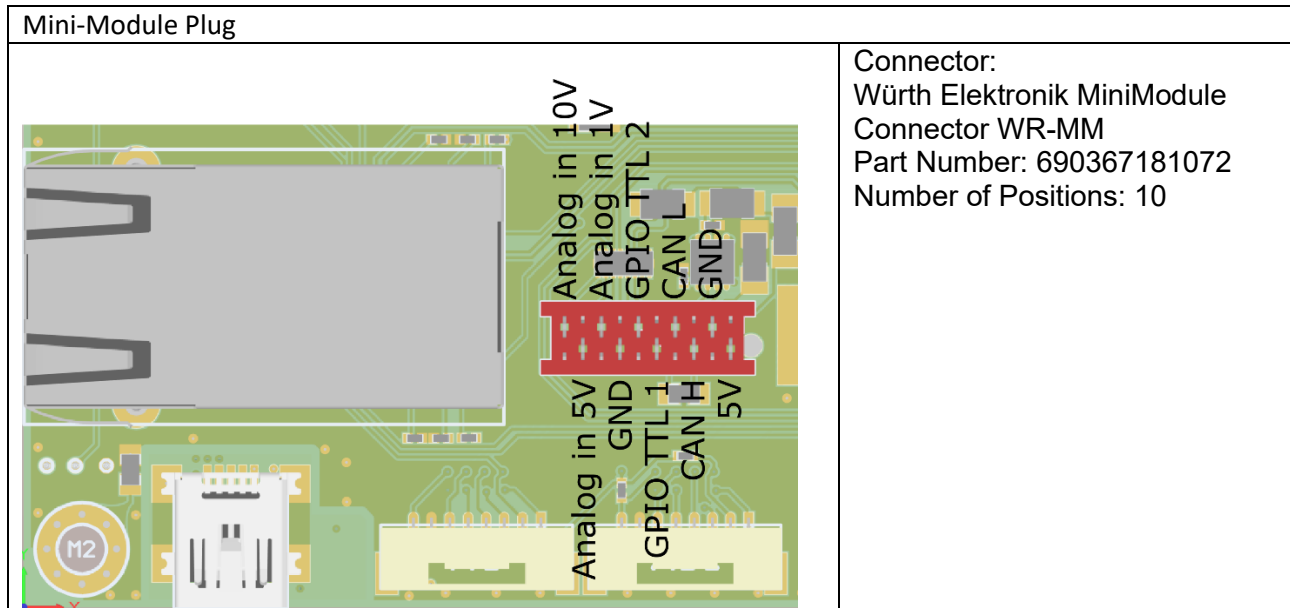 Mini-Module Plug
Analog in 10V
Analog in 1V
GPIO TTL 2
CAN L
GND
Analog in 5V
GND
GPIO TTL 1
CAN H
5V
M2
X
Connector:
Würth Elektronik MiniModule
Connector WR-MM
Part Number: 690367181072
Number of Positions: 10